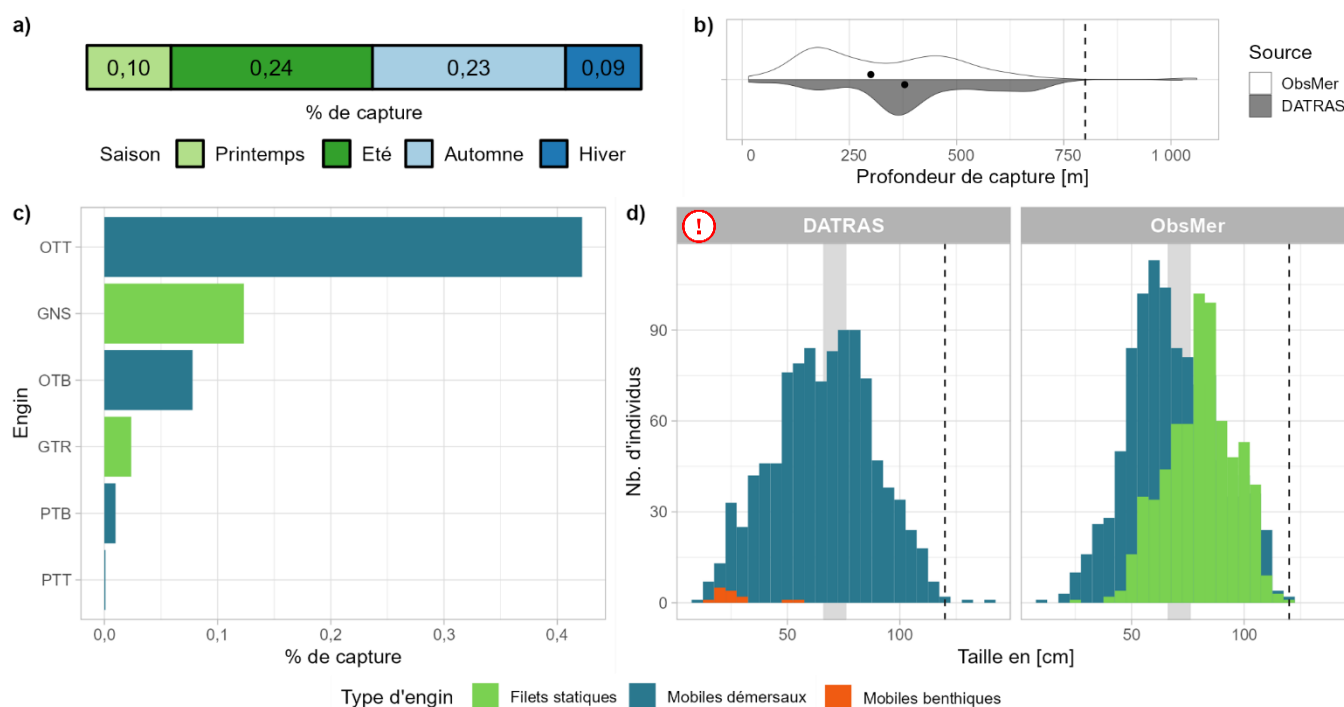 a)
0,10 0,24 0,23 0,09
% de capture
Saison Printemps Eté Automne Hiver
b)
0 250 500 750 1 000
Profondeur de capture [m]
Source
ObsMer
DATRAS
c)
Engin
OTT
GNS
OTB
GTR
PTB
PTT
0,0 0,1 0,2 0,3 0,4
% de capture
d)
! DATRAS ObsMer
Nb. d'individus
90
60
30
0
50 100 50 100
Taille en [cm]
Type d'engin Filets statiques Mobiles démersaux Mobiles benthiques